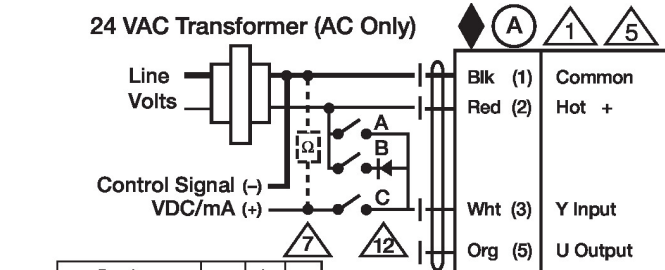 24 VAC Transformer (AC Only)
A
1
5
Line
Volts
Blk (1) Common
Red (2) Hot +
A
B
Ω
Control Signal (–)
VDC/mA (+)
C
Wht (3) Y Input
7
12
Org (5) U Output